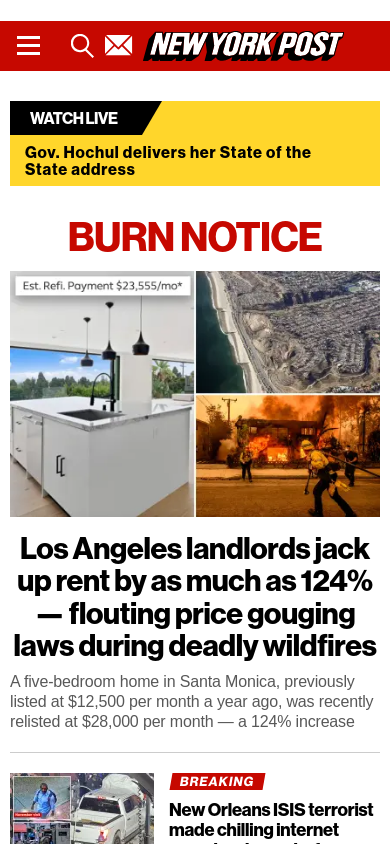 NEW YORK POST
WATCH LIVE
Gov. Hochul delivers her State of the
State address
BURN NOTICE
Est. Refi. Payment $23,555/mo*
Los Angeles landlords jack
up rent by as much as 124%
— flouting price gouging
laws during deadly wildfires
A five-bedroom home in Santa Monica, previously
listed at $12,500 per month a year ago, was recently
relisted at $28,000 per month — a 124% increase
BREAKING
New Orleans ISIS terrorist
made chilling internet